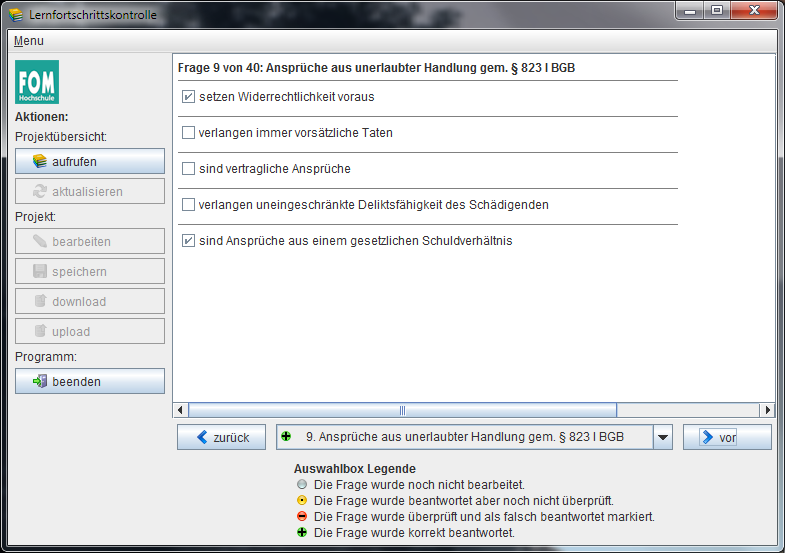 Lernfortschrittskontrolle
Menu
FOM
Hochschule
Aktionen:
Projektübersicht:
aufrufen
aktualisieren
Projekt:
bearbeiten
speichern
download
upload
Programm:
beenden
Frage 9 von 40: Ansprüche aus unerlaubter Handlung gem. § 823 I BGB
setzen Widerrechtlichkeit voraus
verlangen immer vorsätzliche Taten
sind vertragliche Ansprüche
verlangen uneingeschränkte Deliktsfähigkeit des Schädigenden
sind Ansprüche aus einem gesetzlichen Schuldverhältnis
zurück
9. Ansprüche aus unerlaubter Handlung gem. § 823 I BGB
vor
Auswahlbox Legende
Die Frage wurde noch nicht bearbeitet.
Die Frage wurde beantwortet aber noch nicht überprüft.
Die Frage wurde überprüft und als falsch beantwortet markiert.
Die Frage wurde korrekt beantwortet.